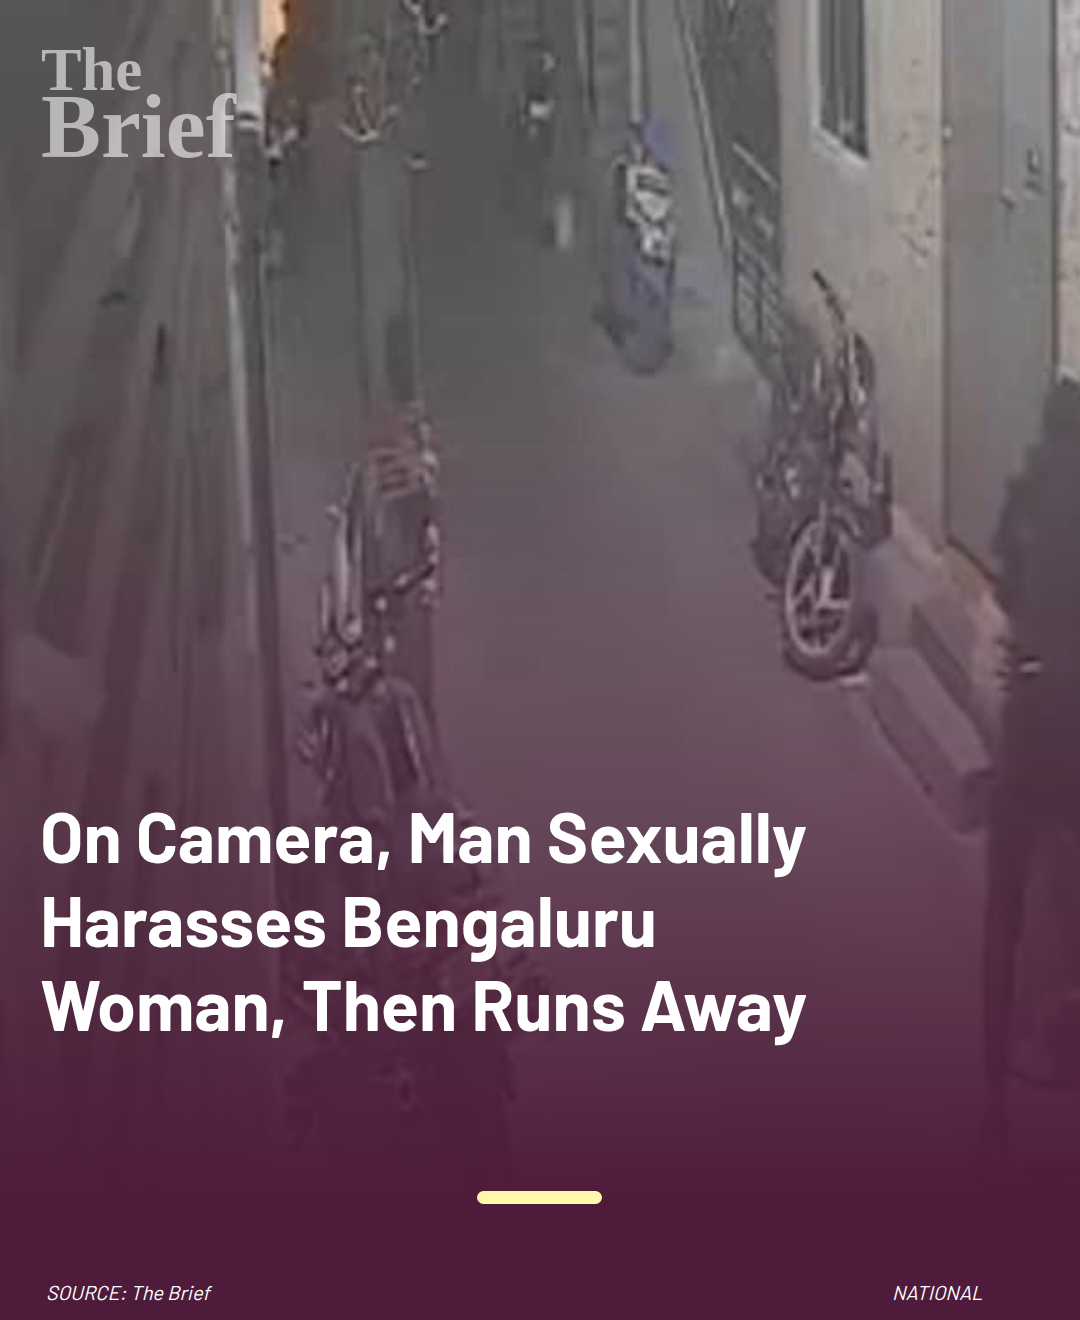 The
Brief
On Camera, Man Sexually
Harasses Bengaluru
Woman, Then Runs Away
SOURCE: The Brief
NATIONAL